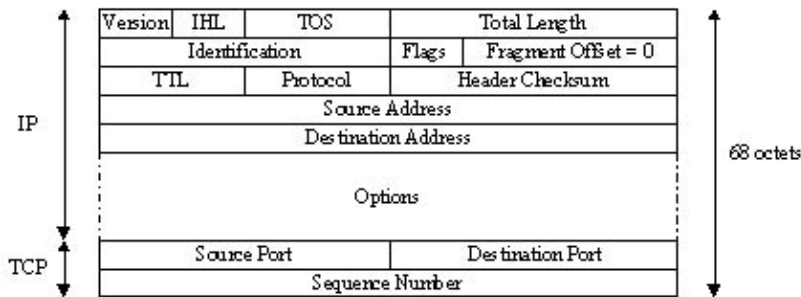 Version IHL TOS Total Length
Identification Flags Fragment Offset = 0
TTL Protocol Header Checksum
Source Address
IP
Destination Address
68 octets
Options
Source Port Destination Port
TCP
Sequence Number